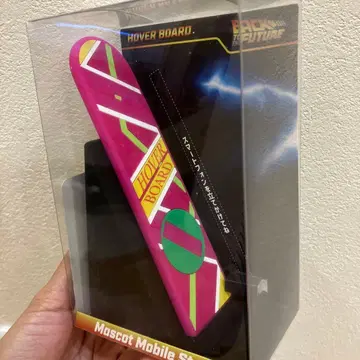 HOVER BOARD.
BACK
TO THE
FUTURE
HOVER
BOARD
Mascot Mobile St